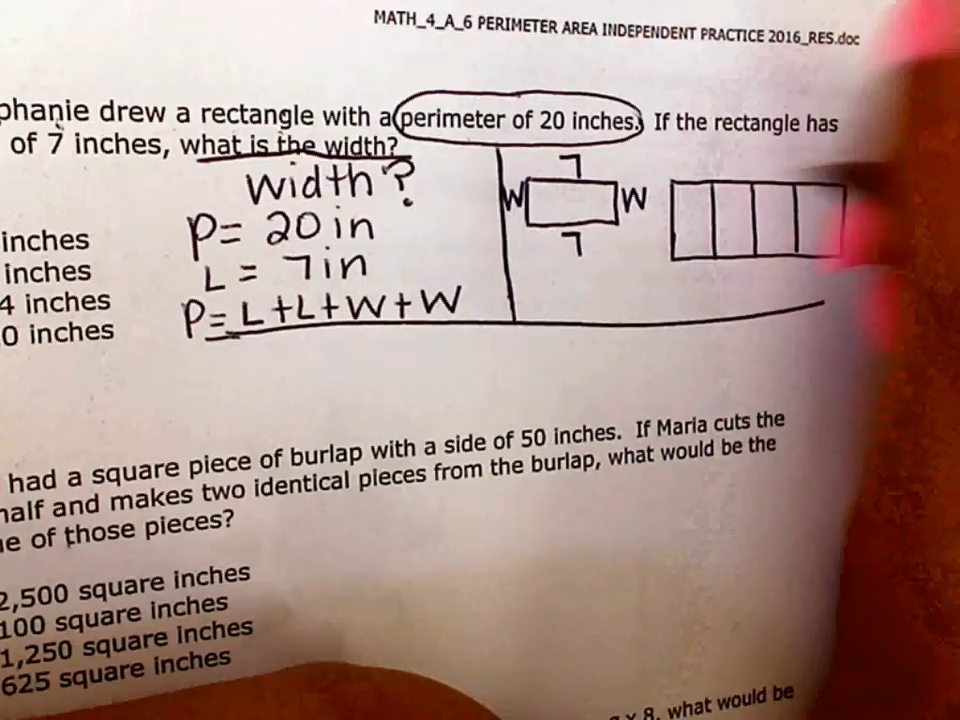 MATH_4_A_6 PERIMETER AREA INDEPENDENT PRACTICE 2016_RES.doc
phanie drew a rectangle with a perimeter of 20 inches. If the rectangle has
of 7 inches, what is the width?
Width?
P= 20in
L = 7in
P=L+L+W+W
7
W W
7
inches
inches
4 inches
0 inches
had a square piece of burlap with a side of 50 inches. If Maria cuts the
half and makes two identical pieces from the burlap, what would be the
ne of those pieces?
2,500 square inches
100 square inches
1,250 square inches
625 square inches
x 8, what would be